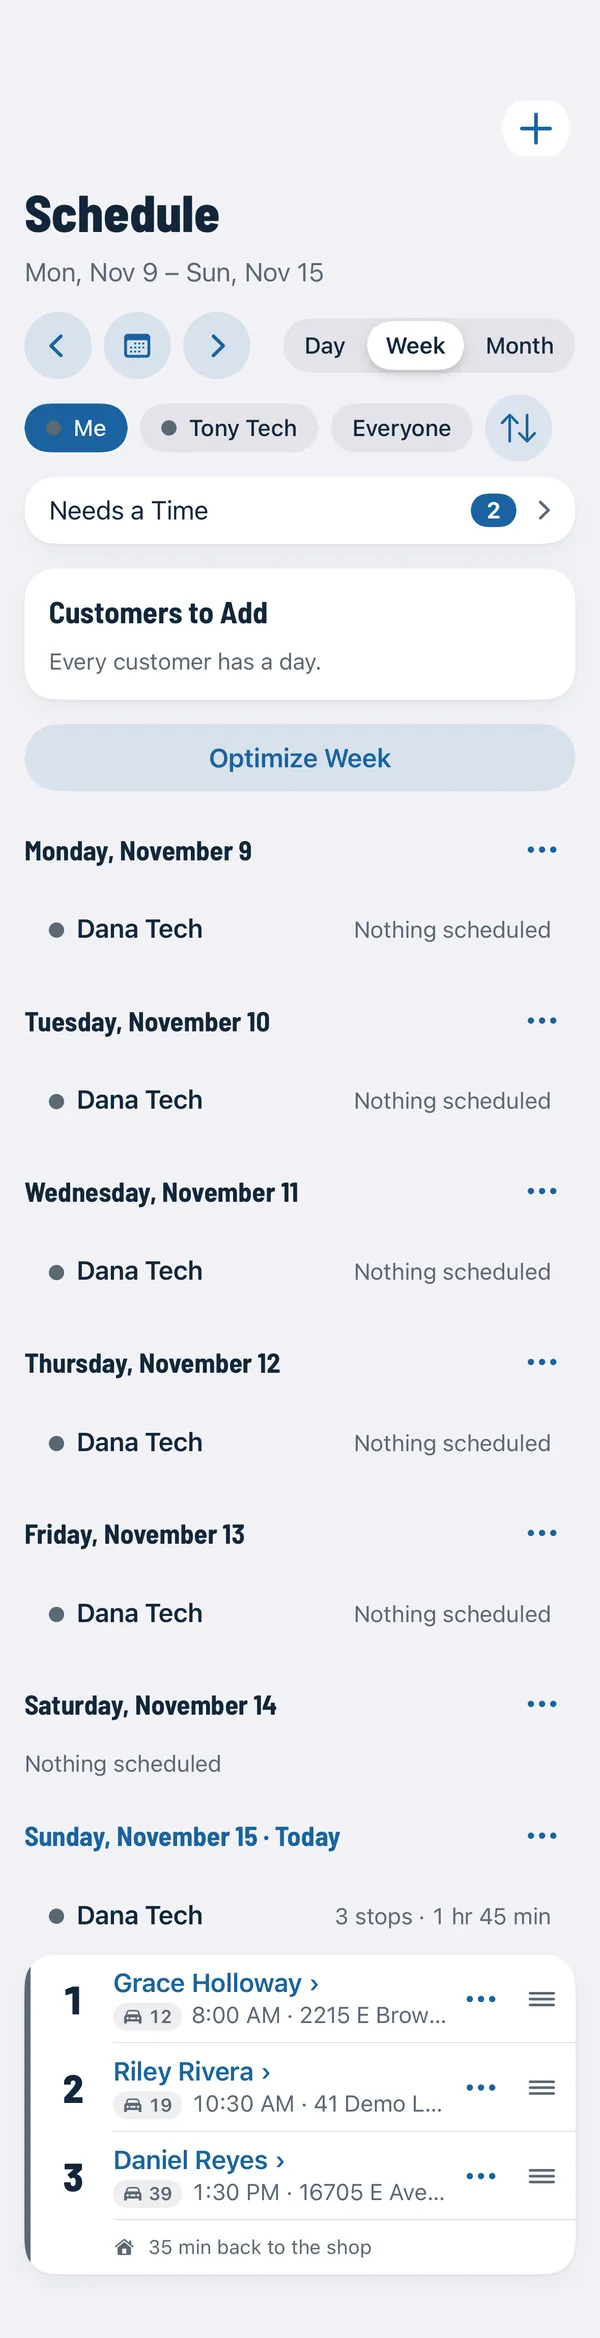 Schedule
Mon, Nov 9 – Sun, Nov 15
Day Week Month
Me Tony Tech Everyone
Needs a Time 2
Customers to Add
Every customer has a day.
Optimize Week
Monday, November 9
Dana Tech Nothing scheduled
Tuesday, November 10
Dana Tech Nothing scheduled
Wednesday, November 11
Dana Tech Nothing scheduled
Thursday, November 12
Dana Tech Nothing scheduled
Friday, November 13
Dana Tech Nothing scheduled
Saturday, November 14
Nothing scheduled
Sunday, November 15 · Today
Dana Tech 3 stops · 1 hr 45 min
1 Grace Holloway ›
12 8:00 AM · 2215 E Brow...
2 Riley Rivera ›
19 10:30 AM · 41 Demo L...
3 Daniel Reyes ›
39 1:30 PM · 16705 E Ave...
35 min back to the shop